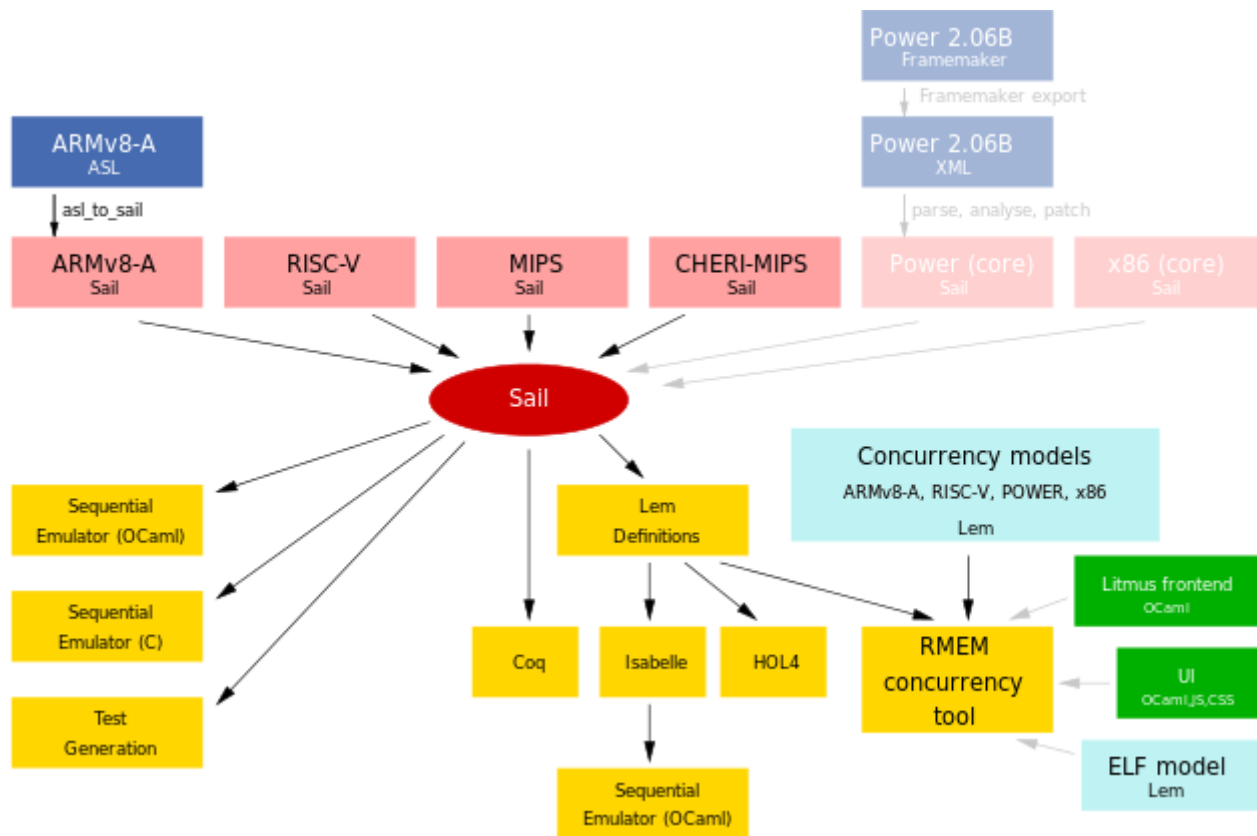 Power 2.06B
Framemaker
Framemaker export
ARMv8-A
ASL
Power 2.06B
XML
asl_to_sail
parse, analyse, patch
ARMv8-A
Sail
RISC-V
Sail
MIPS
Sail
CHERI-MIPS
Sail
Power (core)
Sail
x86 (core)
Sail
Sail
Concurrency models
ARMv8-A, RISC-V, POWER, x86
Lem
Sequential
Emulator (OCaml)
Lem
Definitions
Litmus frontend
OCaml
Sequential
Emulator (C)
Coq
Isabelle
HOL4
RMEM
concurrency
tool
UI
OCaml,JS,CSS
Test
Generation
ELF model
Lem
Sequential
Emulator (OCaml)